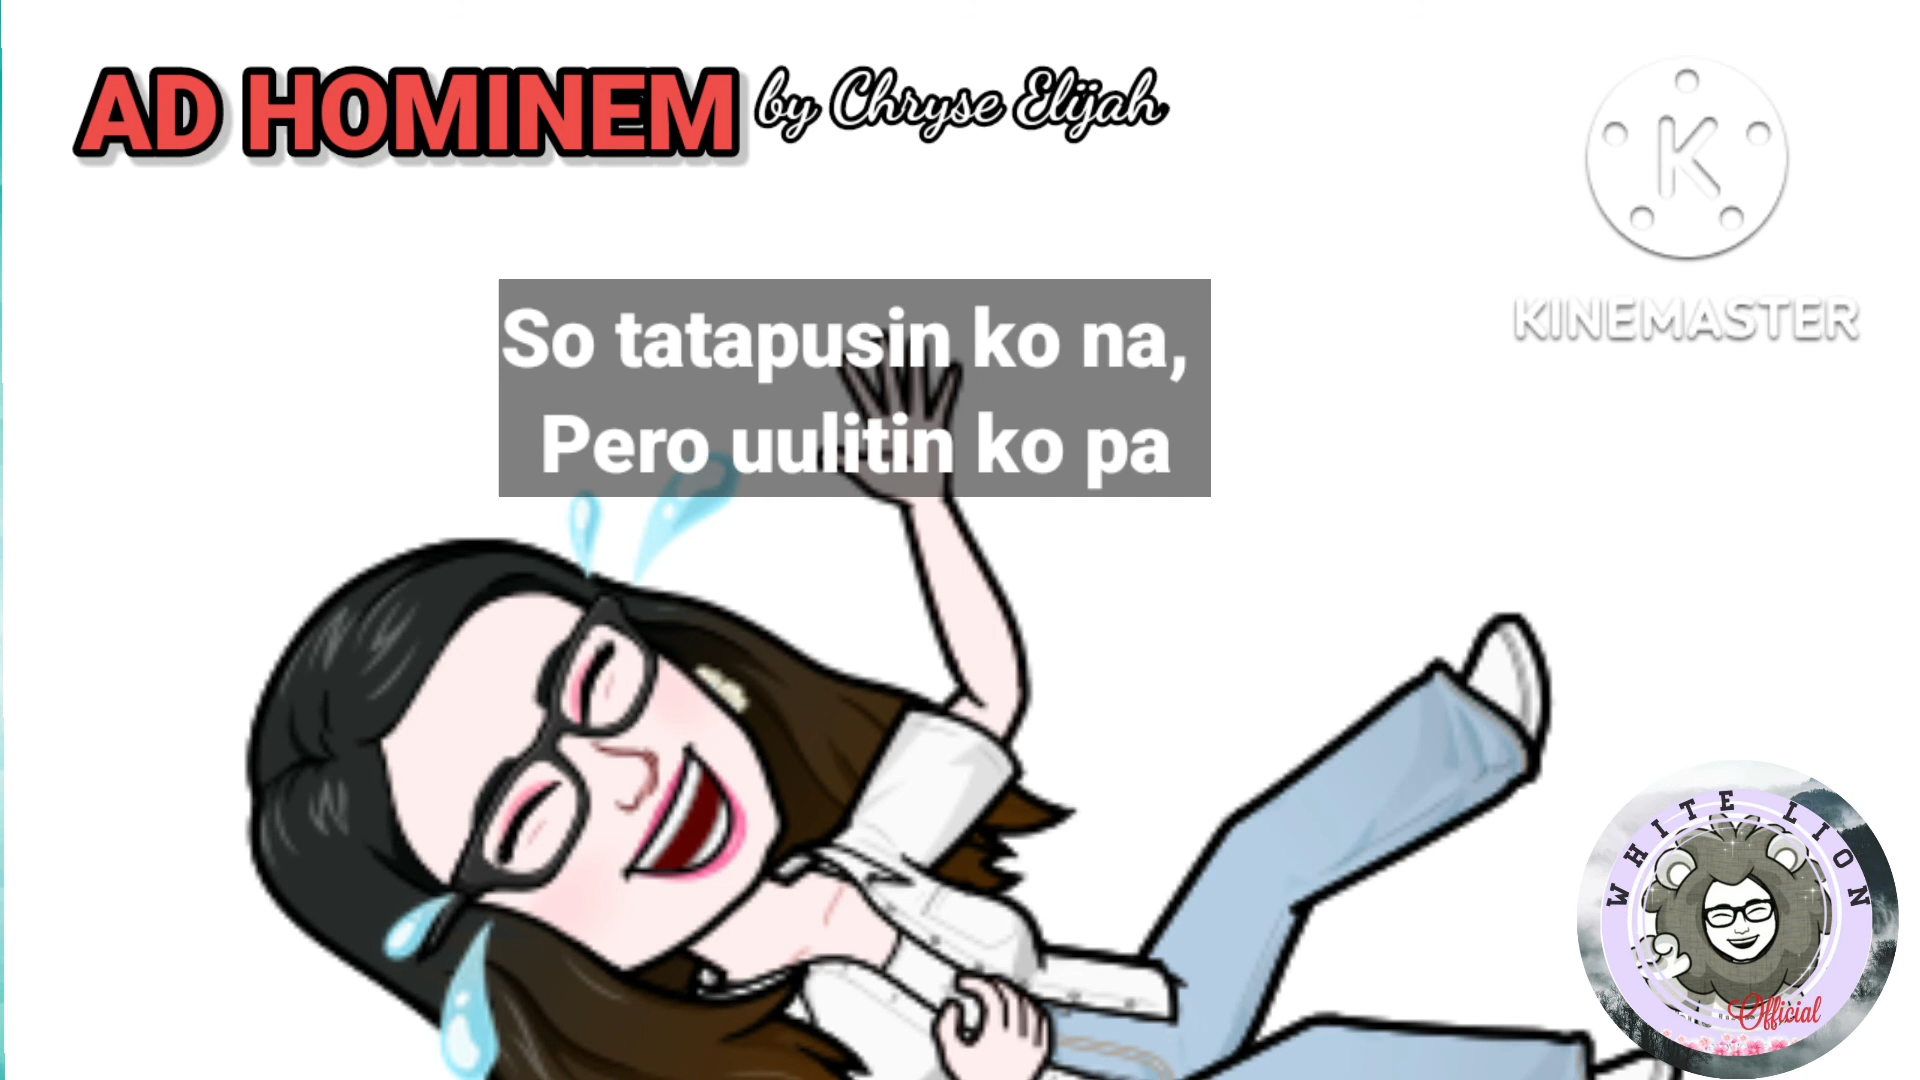 AD HOMINEM by Chryse Elijah
K
KINEMASTER
So tatapusin ko na,
Pero uulitin ko pa
WHITE LION
Official